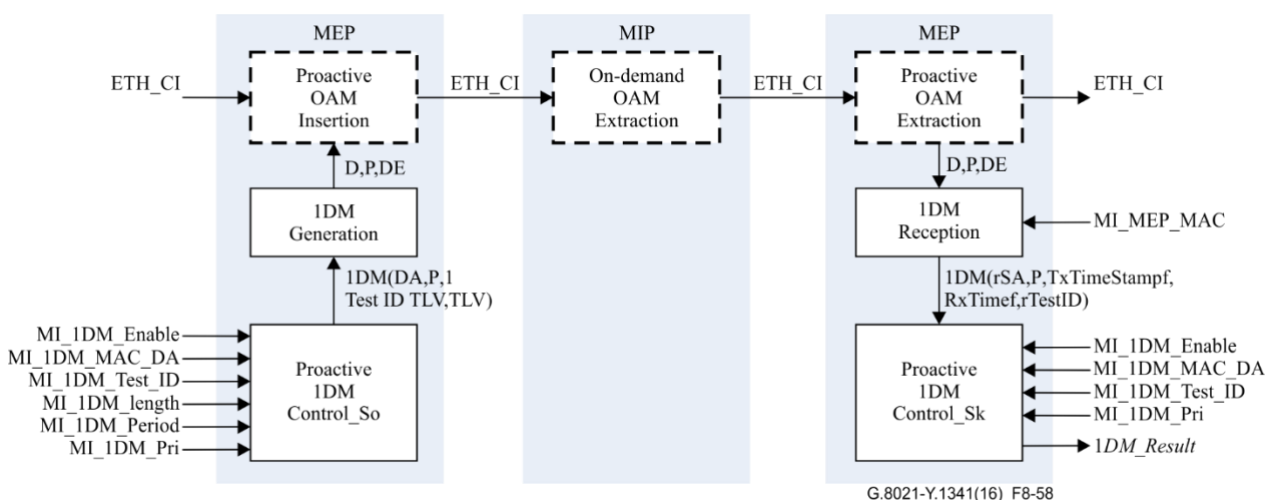 MEP
MIP
MEP
ETH_CI
Proactive
OAM
Insertion
ETH_CI
On-demand
OAM
Extraction
ETH_CI
Proactive
OAM
Extraction
ETH_CI
D,P,DE
D,P,DE
1DM
Generation
1DM
Reception
MI_MEP_MAC
1DM(DA,P,1
Test ID TLV,TLV)
1DM(rSA,P,TxTimeStampf,
RxTimef,rTestID)
MI_1DM_Enable
MI_1DM_MAC_DA
MI_1DM_Test_ID
MI_1DM_length
MI_1DM_Period
MI_1DM_Pri
Proactive
1DM
Control_So
Proactive
1DM
Control_Sk
MI_1DM_Enable
MI_1DM_MAC_DA
MI_1DM_Test_ID
MI_1DM_Pri
1DM_Result
G.8021-Y.1341(16)_F8-58